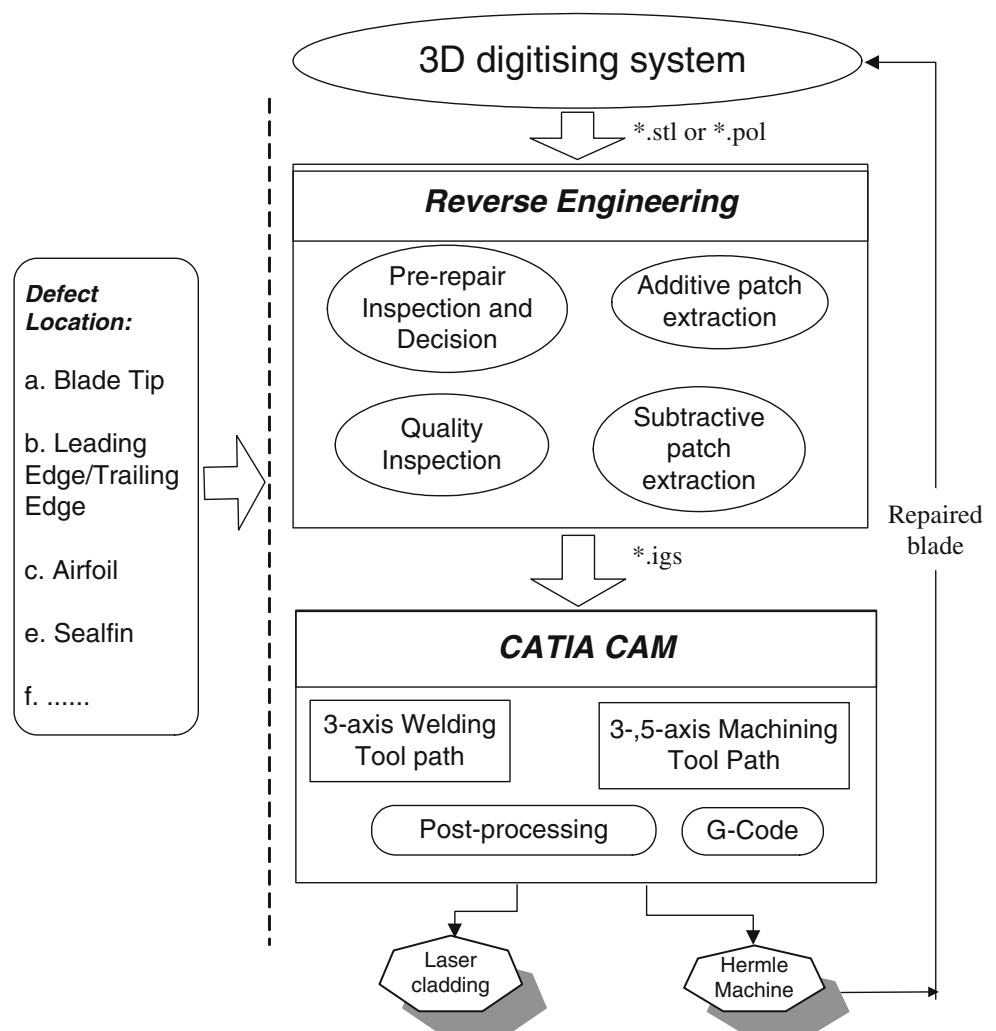 3D digitising system
*.stl or *.pol
Reverse Engineering
Pre-repair
Inspection and
Decision
Additive patch
extraction
Quality
Inspection
Subtractive
patch
extraction
Defect
Location:
a. Blade Tip
b. Leading
Edge/Trailing
Edge
c. Airfoil
e. Sealfin
f. ......
Repaired
blade
*.igs
CATIA CAM
3-axis Welding
Tool path
3-,5-axis Machining
Tool Path
Post-processing
G-Code
Laser
cladding
Hermle
Machine